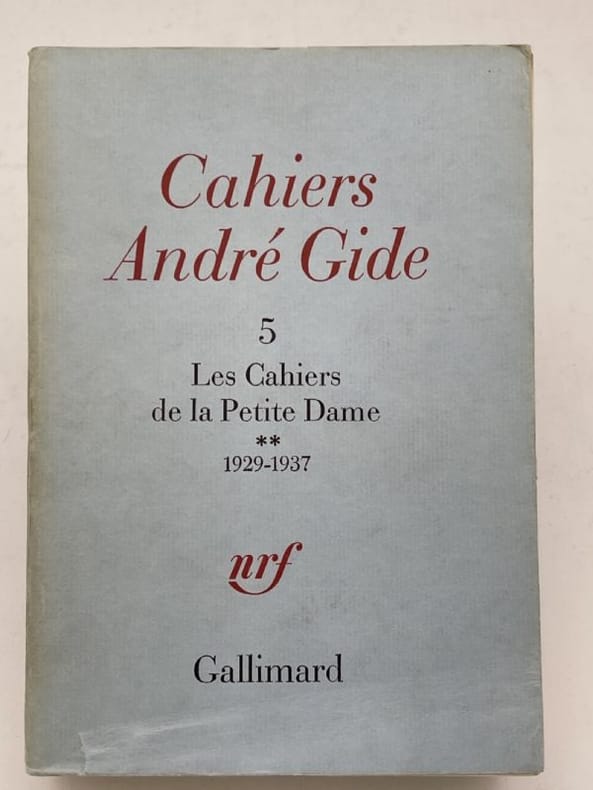 Cahiers
André Gide
5
Les Cahiers
de la Petite Dame
**
1929-1937
nrf
Gallimard